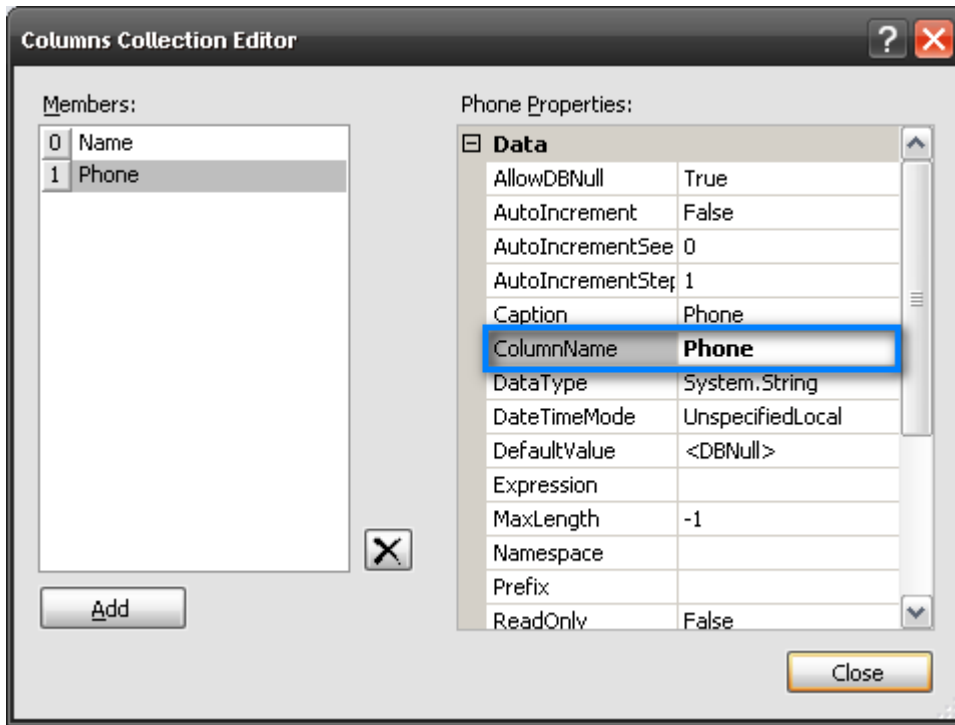 Columns Collection Editor
Members:
0 Name
1 Phone
Add
Phone Properties:
Data
AllowDBNull True
AutoIncrement False
AutoIncrementSee 0
AutoIncrementStep 1
Caption Phone
ColumnName Phone
DataType System.String
DateTimeMode UnspecifiedLocal
DefaultValue <DBNull>
Expression
MaxLength -1
Namespace
Prefix
ReadOnly False
Close